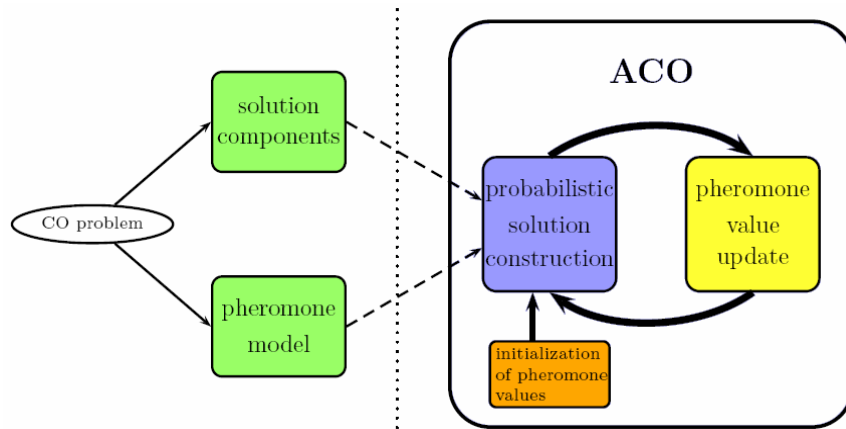 CO problem
solution
components
pheromone
model
ACO
probabilistic
solution
construction
pheromone
value
update
initialization
of pheromone
values